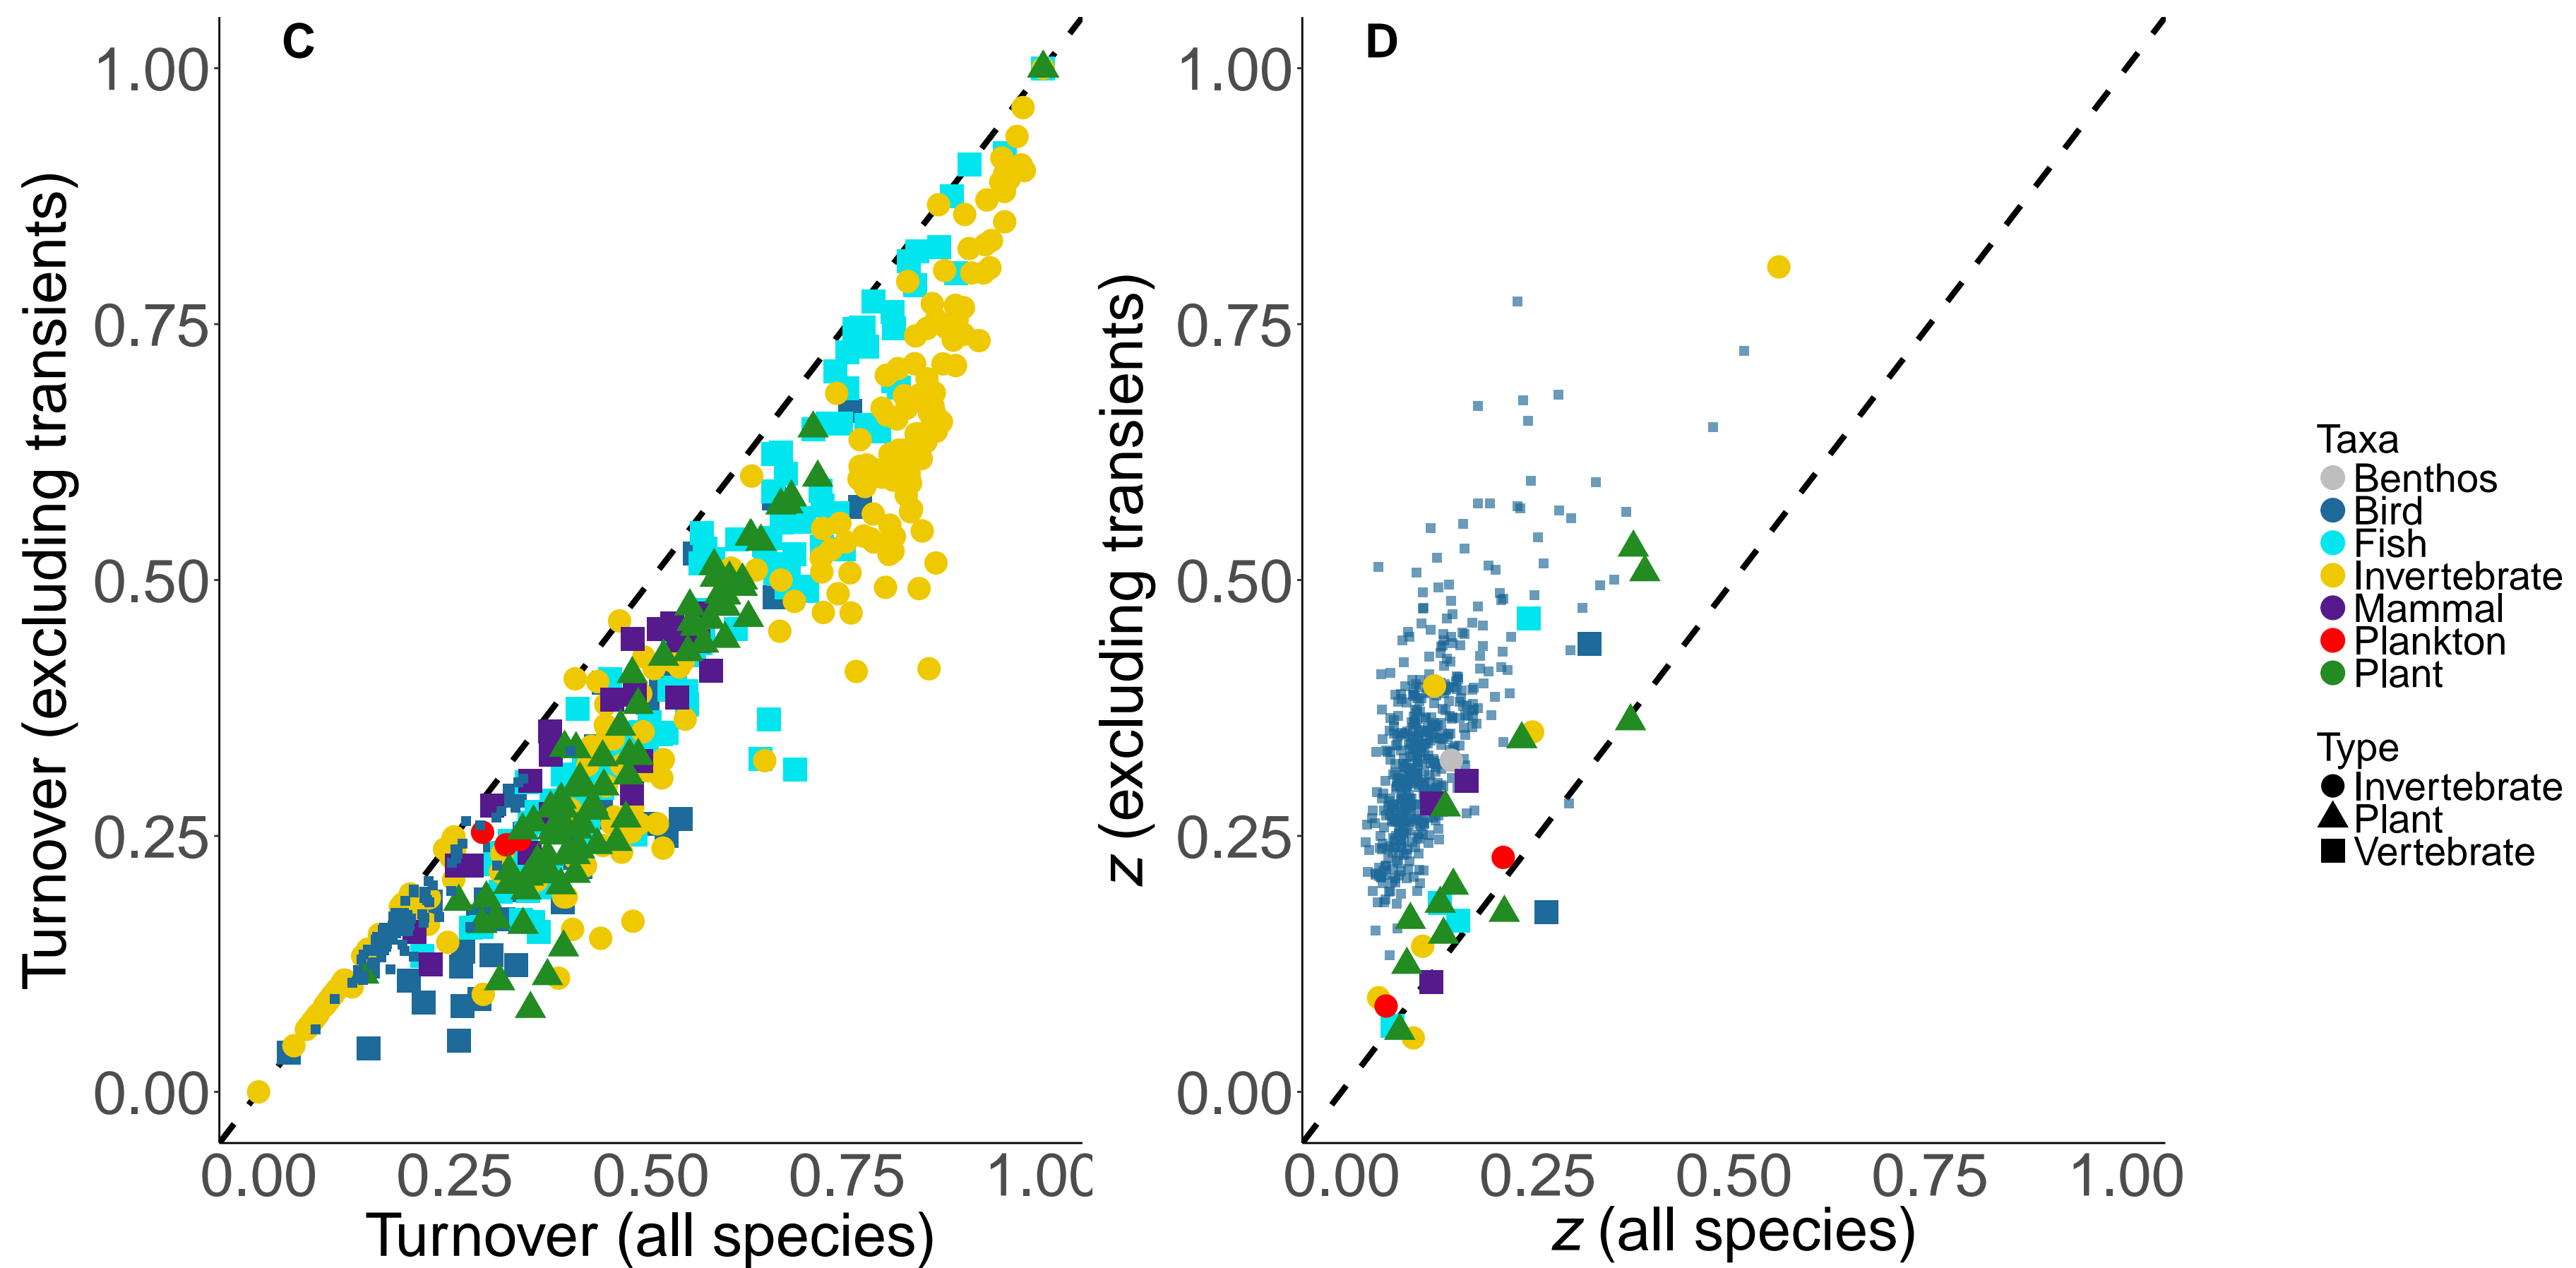 C
Turnover (excluding transients)
1.00
0.75
0.50
0.25
0.00
0.00 0.25 0.50 0.75 1.00
Turnover (all species)
D
z (excluding transients)
1.00
0.75
0.50
0.25
0.00
0.00 0.25 0.50 0.75 1.00
z (all species)
Taxa
Benthos
Bird
Fish
Invertebrate
Mammal
Plankton
Plant
Type
Invertebrate
Plant
Vertebrate